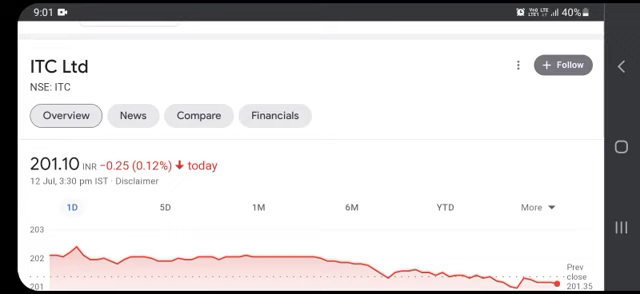 9:01 40%
ITC Ltd
Follow
NSE: ITC
Overview News Compare Financials
201.10 INR −0.25 (0.12%) today
12 Jul, 3:30 pm IST · Disclaimer
1D 5D 1M 6M YTD More
203
202
201
Prev
close
201.35